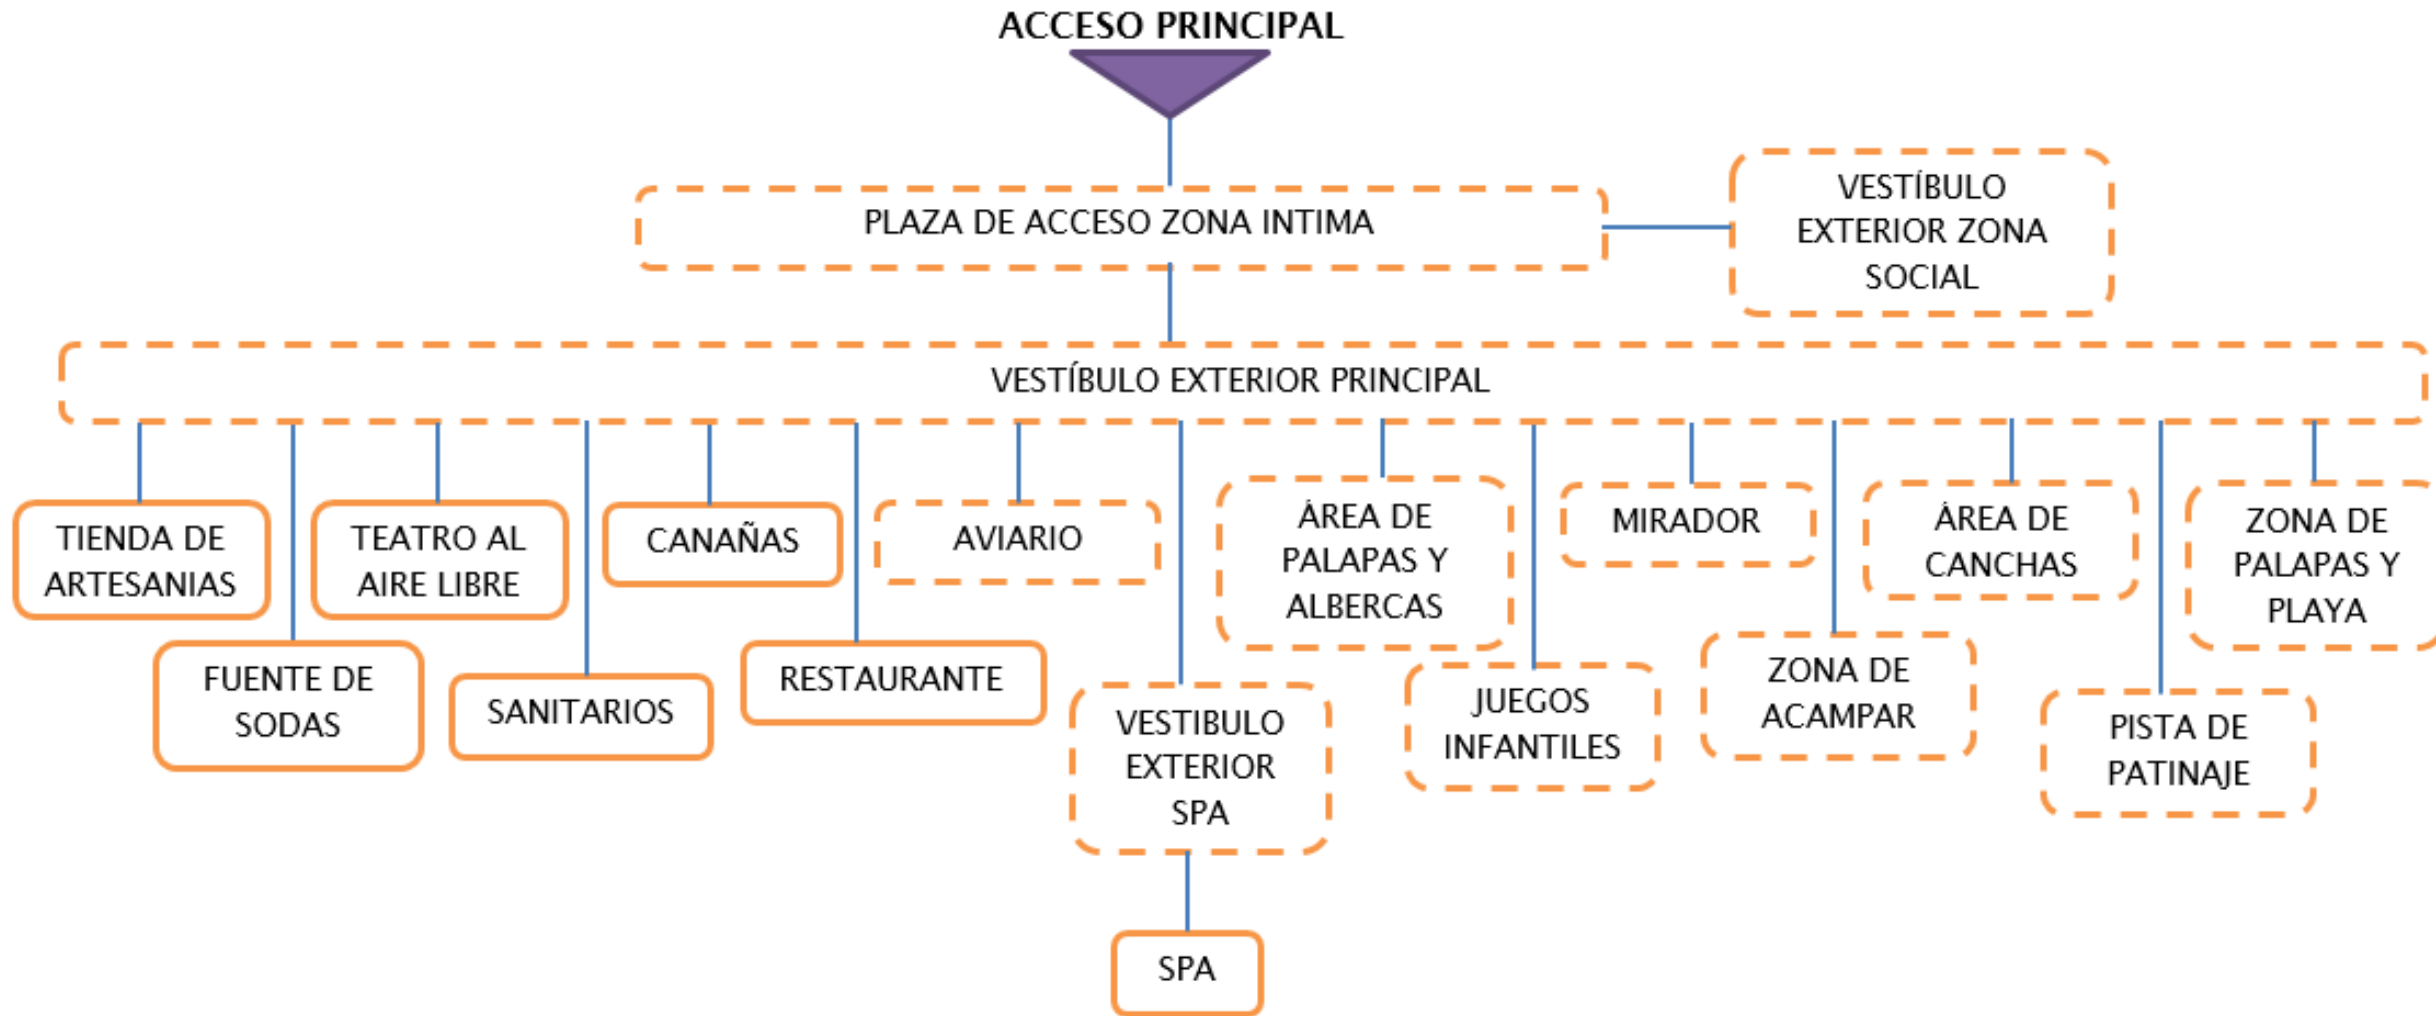 ACCESO PRINCIPAL
PLAZA DE ACCESO ZONA INTIMA
VESTÍBULO
EXTERIOR ZONA
SOCIAL
VESTÍBULO EXTERIOR PRINCIPAL
TIENDA DE
ARTESANIAS
FUENTE DE
SODAS
TEATRO AL
AIRE LIBRE
SANITARIOS
CANAÑAS
RESTAURANTE
AVIARIO
VESTIBULO
EXTERIOR
SPA
SPA
ÁREA DE
PALAPAS Y
ALBERCAS
JUEGOS
INFANTILES
MIRADOR
ZONA DE
ACAMPAR
ÁREA DE
CANCHAS
PISTA DE
PATINAJE
ZONA DE
PALAPAS Y
PLAYA